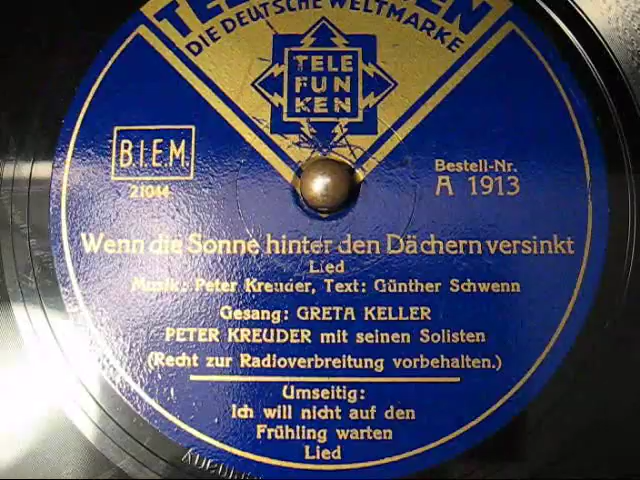 TELEFUNKEN
DIE DEUTSCHE WELTMARKE
TELE
FUN
KEN
B.I.E.M.
21044
Bestell-Nr.
A 1913
Wenn die Sonne hinter den Dächern versinkt
Lied
Musik: Peter Kreuder, Text: Günther Schwenn
Gesang: GRETA KELLER
PETER KREUDER mit seinen Solisten
(Recht zur Radioverbreitung vorbehalten.)
Umseitig:
Ich will nicht auf den
Frühling warten
Lied